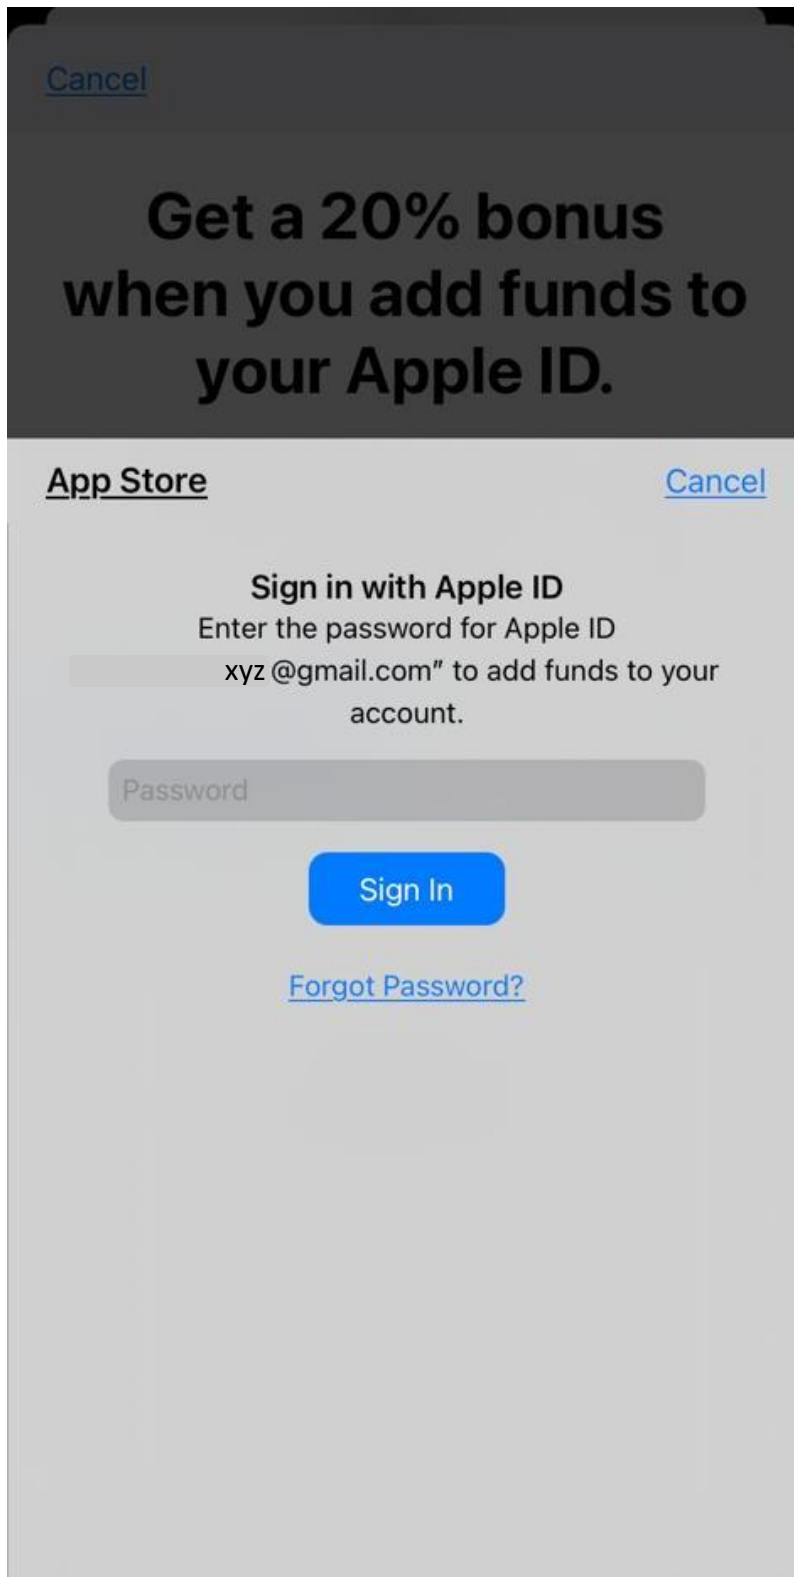 Cancel
Get a 20% bonus
when you add funds to
your Apple ID.
App Store
Cancel
Sign in with Apple ID
Enter the password for Apple ID
xyz @gmail.com” to add funds to your
account.
Password
Sign In
Forgot Password?